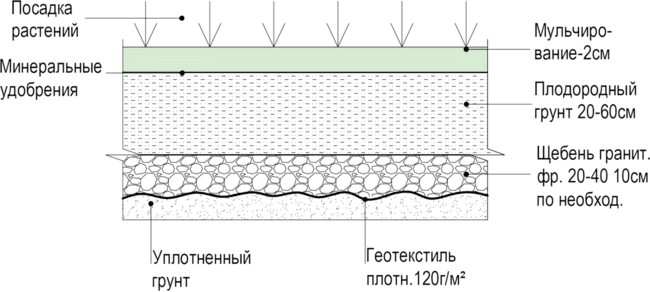 Посадка
растений
Минеральные
удобрения
Мульчиро-
вание-2см
Плодородный
грунт 20-60см
Щебень гранит.
фр. 20-40 10см
по необход.
Уплотненный
грунт
Геотекстиль
плотн.120г/м²